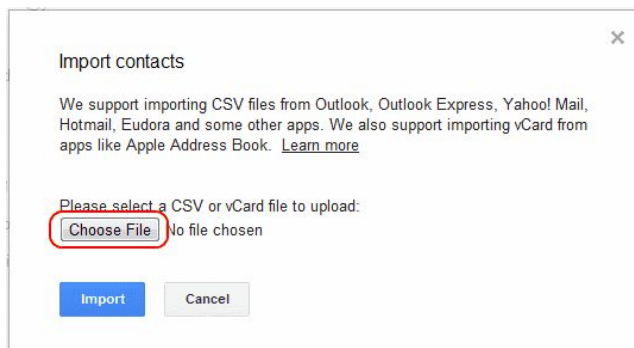 Import contacts
We support importing CSV files from Outlook, Outlook Express, Yahoo! Mail,
Hotmail, Eudora and some other apps. We also support importing vCard from
apps like Apple Address Book. Learn more
Please select a CSV or vCard file to upload:
Choose File No file chosen
Import Cancel